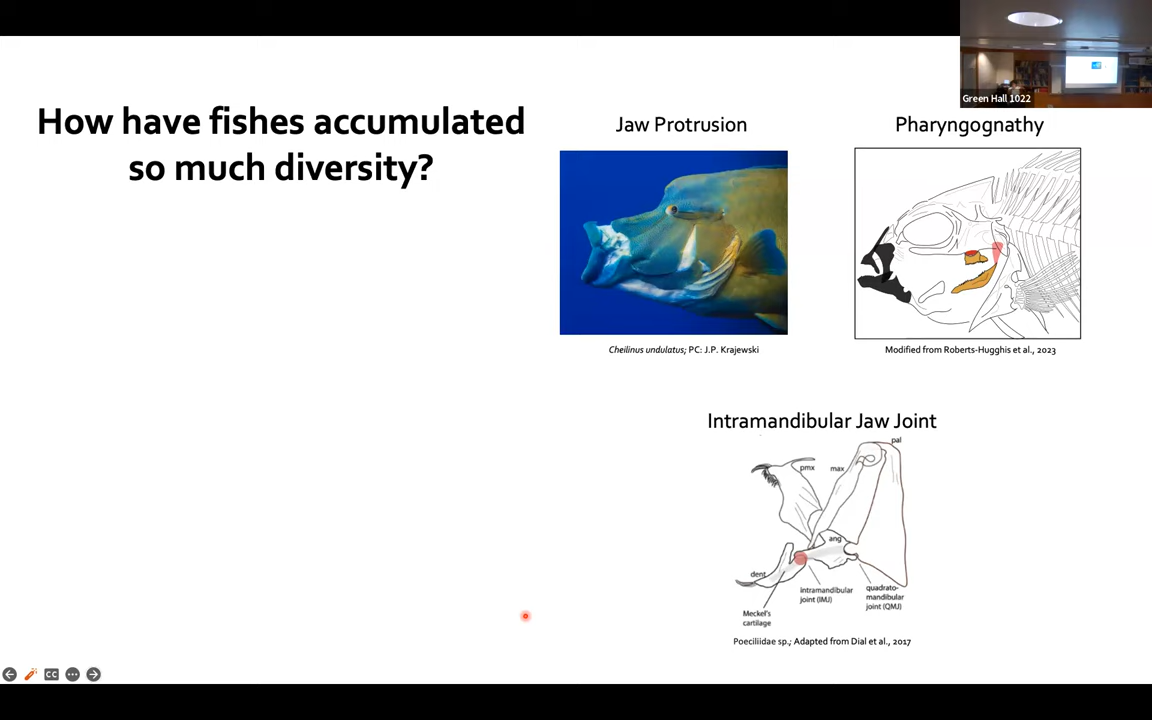 How have fishes accumulated
so much diversity?
Green Hall 1022
Jaw Protrusion
Pharyngognathy
Cheilinus undulatus; PC: J.P. Krajewski
Modified from Roberts-Hugghis et al., 2023
Intramandibular Jaw Joint
pal
pmx
max
ang
dent
intramandibular
joint (IMJ)
quadrato-
mandibular
joint (QMJ)
Meckel's
cartilage
Poeciliidae sp.; Adapted from Dial et al., 2017
CC